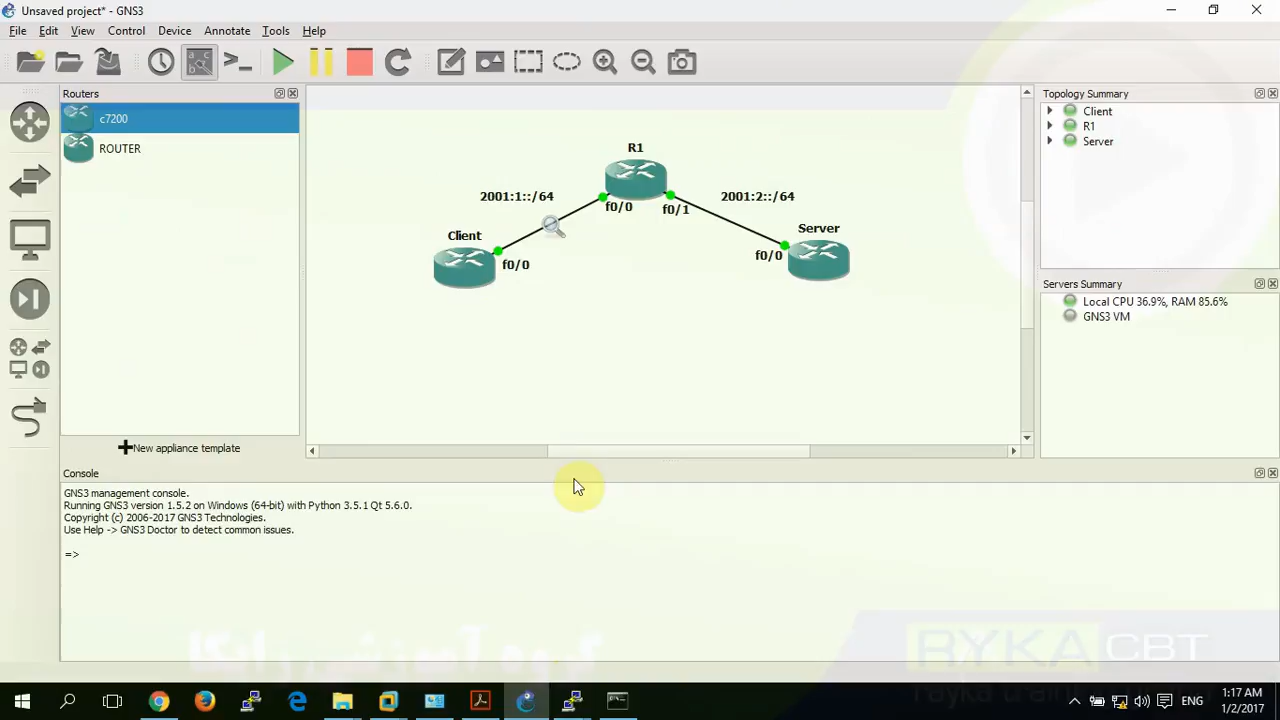 Unsaved project* - GNS3
File Edit View Control Device Annotate Tools Help
Routers
c7200
ROUTER
New appliance template
R1
2001:1::/64
2001:2::/64
f0/0
f0/1
Client
f0/0
Server
f0/0
Topology Summary
Client
R1
Server
Servers Summary
Local CPU 36.9%, RAM 85.6%
GNS3 VM
Console
GNS3 management console.
Running GNS3 version 1.5.2 on Windows (64-bit) with Python 3.5.1 Qt 5.6.0.
Copyright (c) 2006-2017 GNS3 Technologies.
Use Help -> GNS3 Doctor to detect common issues.
=>
RYKA CBT
ENG
1:17 AM
1/2/2017